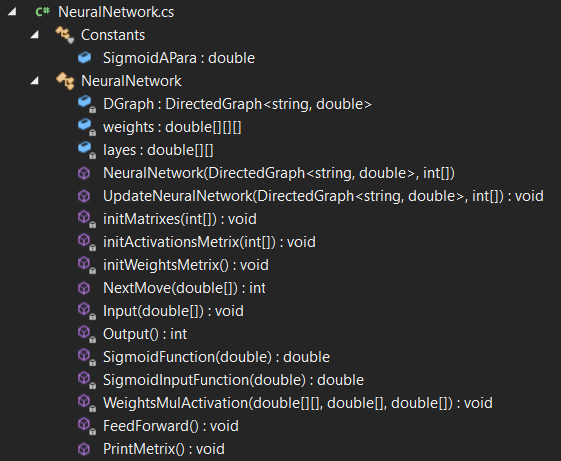 C# NeuralNetwork.cs
Constants
SigmoidAPara : double
NeuralNetwork
DGraph : DirectedGraph<string, double>
weights : double[][][]
layes : double[][]
NeuralNetwork(DirectedGraph<string, double>, int[])
UpdateNeuralNetwork(DirectedGraph<string, double>, int[]) : void
initMatrixes(int[]) : void
initActivationsMetrix(int[]) : void
initWeightsMetrix() : void
NextMove(double[]) : int
Input(double[]) : void
Output() : int
SigmoidFunction(double) : double
SigmoidInputFunction(double) : double
WeightsMulActivation(double[][], double[], double[]) : void
FeedForward() : void
PrintMetrix() : void